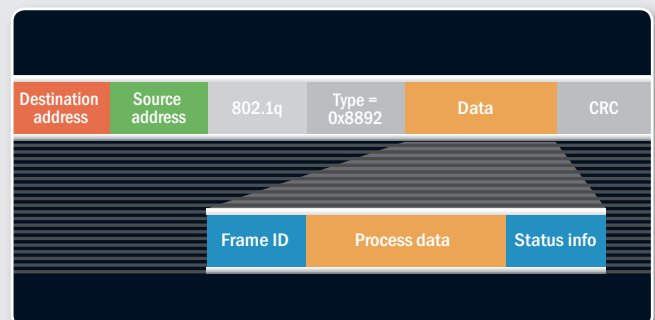 Destination
address
Source
address
802.1q
Type =
0x8892
Data
CRC
Frame ID
Process data
Status info